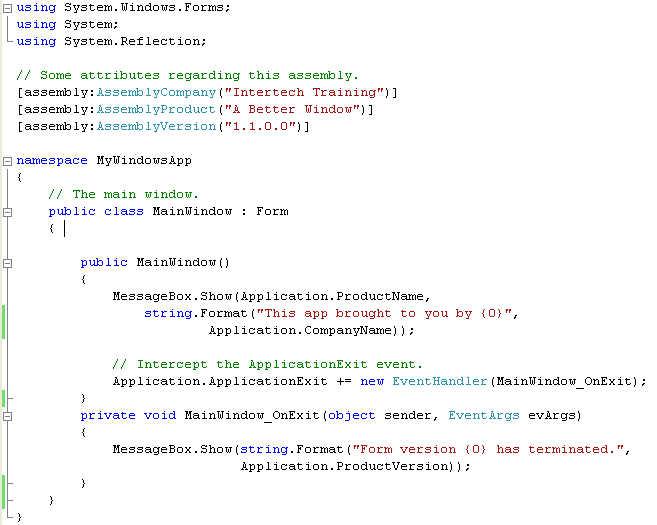 using System.Windows.Forms;
using System;
using System.Reflection;

// Some attributes regarding this assembly.
[assembly:AssemblyCompany("Intertech Training")]
[assembly:AssemblyProduct("A Better Window")]
[assembly:AssemblyVersion("1.1.0.0")]

namespace MyWindowsApp
{
    // The main window.
    public class MainWindow : Form
    {

        public MainWindow()
        {
            MessageBox.Show(Application.ProductName,
                string.Format("This app brought to you by {0}",
                        Application.CompanyName));

            // Intercept the ApplicationExit event.
            Application.ApplicationExit += new EventHandler(MainWindow_OnExit);
        }
        private void MainWindow_OnExit(object sender, EventArgs evArgs)
        {
            MessageBox.Show(string.Format("Form version {0} has terminated.",
                            Application.ProductVersion));
        }
    }
}